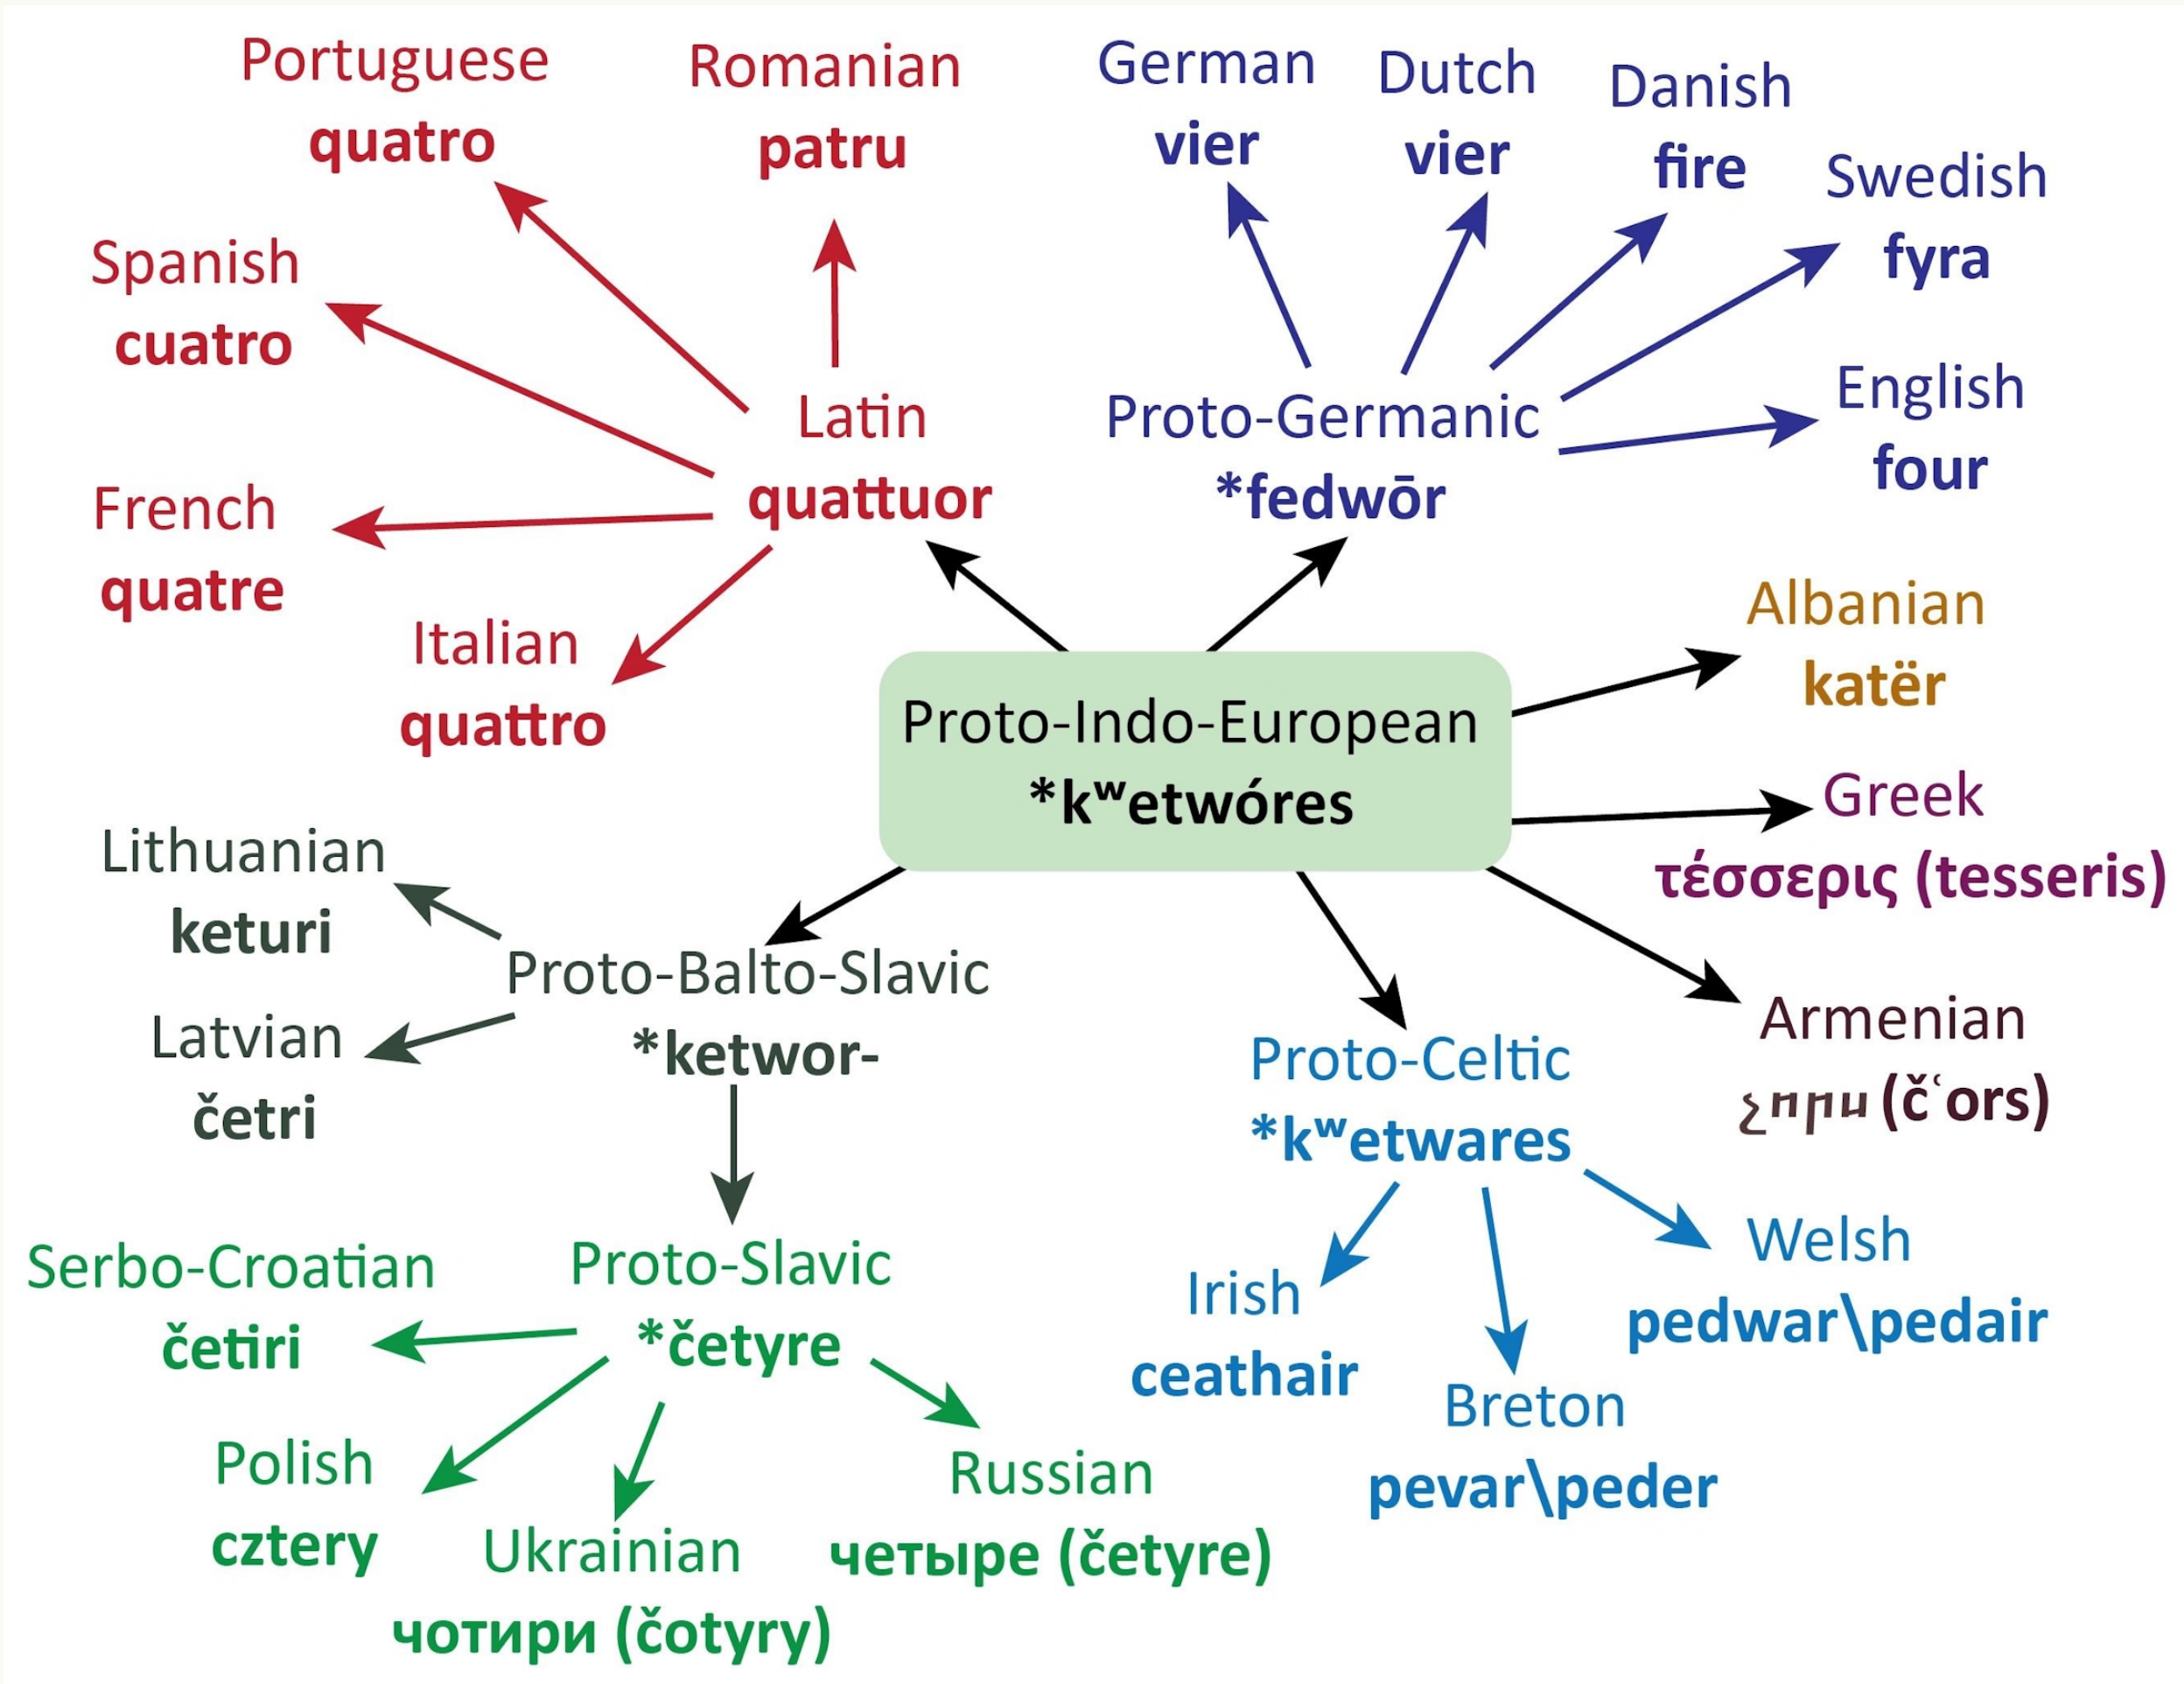 Portuguese
quatro
Romanian
patru
German
vier
Dutch
vier
Danish
fire
Swedish
fyra
Spanish
cuatro
Latin
quattuor
Proto-Germanic
*fedwōr
English
four
French
quatre
Italian
quattro
Albanian
katër
Proto-Indo-European
*kʷetwóres
Greek
τέσσερις (tesseris)
Lithuanian
keturi
Proto-Balto-Slavic
*ketwor-
Latvian
četri
Armenian
չորս (čʿors)
Proto-Celtic
*kʷetwares
Serbo-Croatian
četiri
Proto-Slavic
*četyre
Irish
ceathair
Welsh
pedwar\pedair
Breton
pevar\peder
Polish
cztery
Ukrainian
чотири (čotyry)
Russian
четыре (četyre)